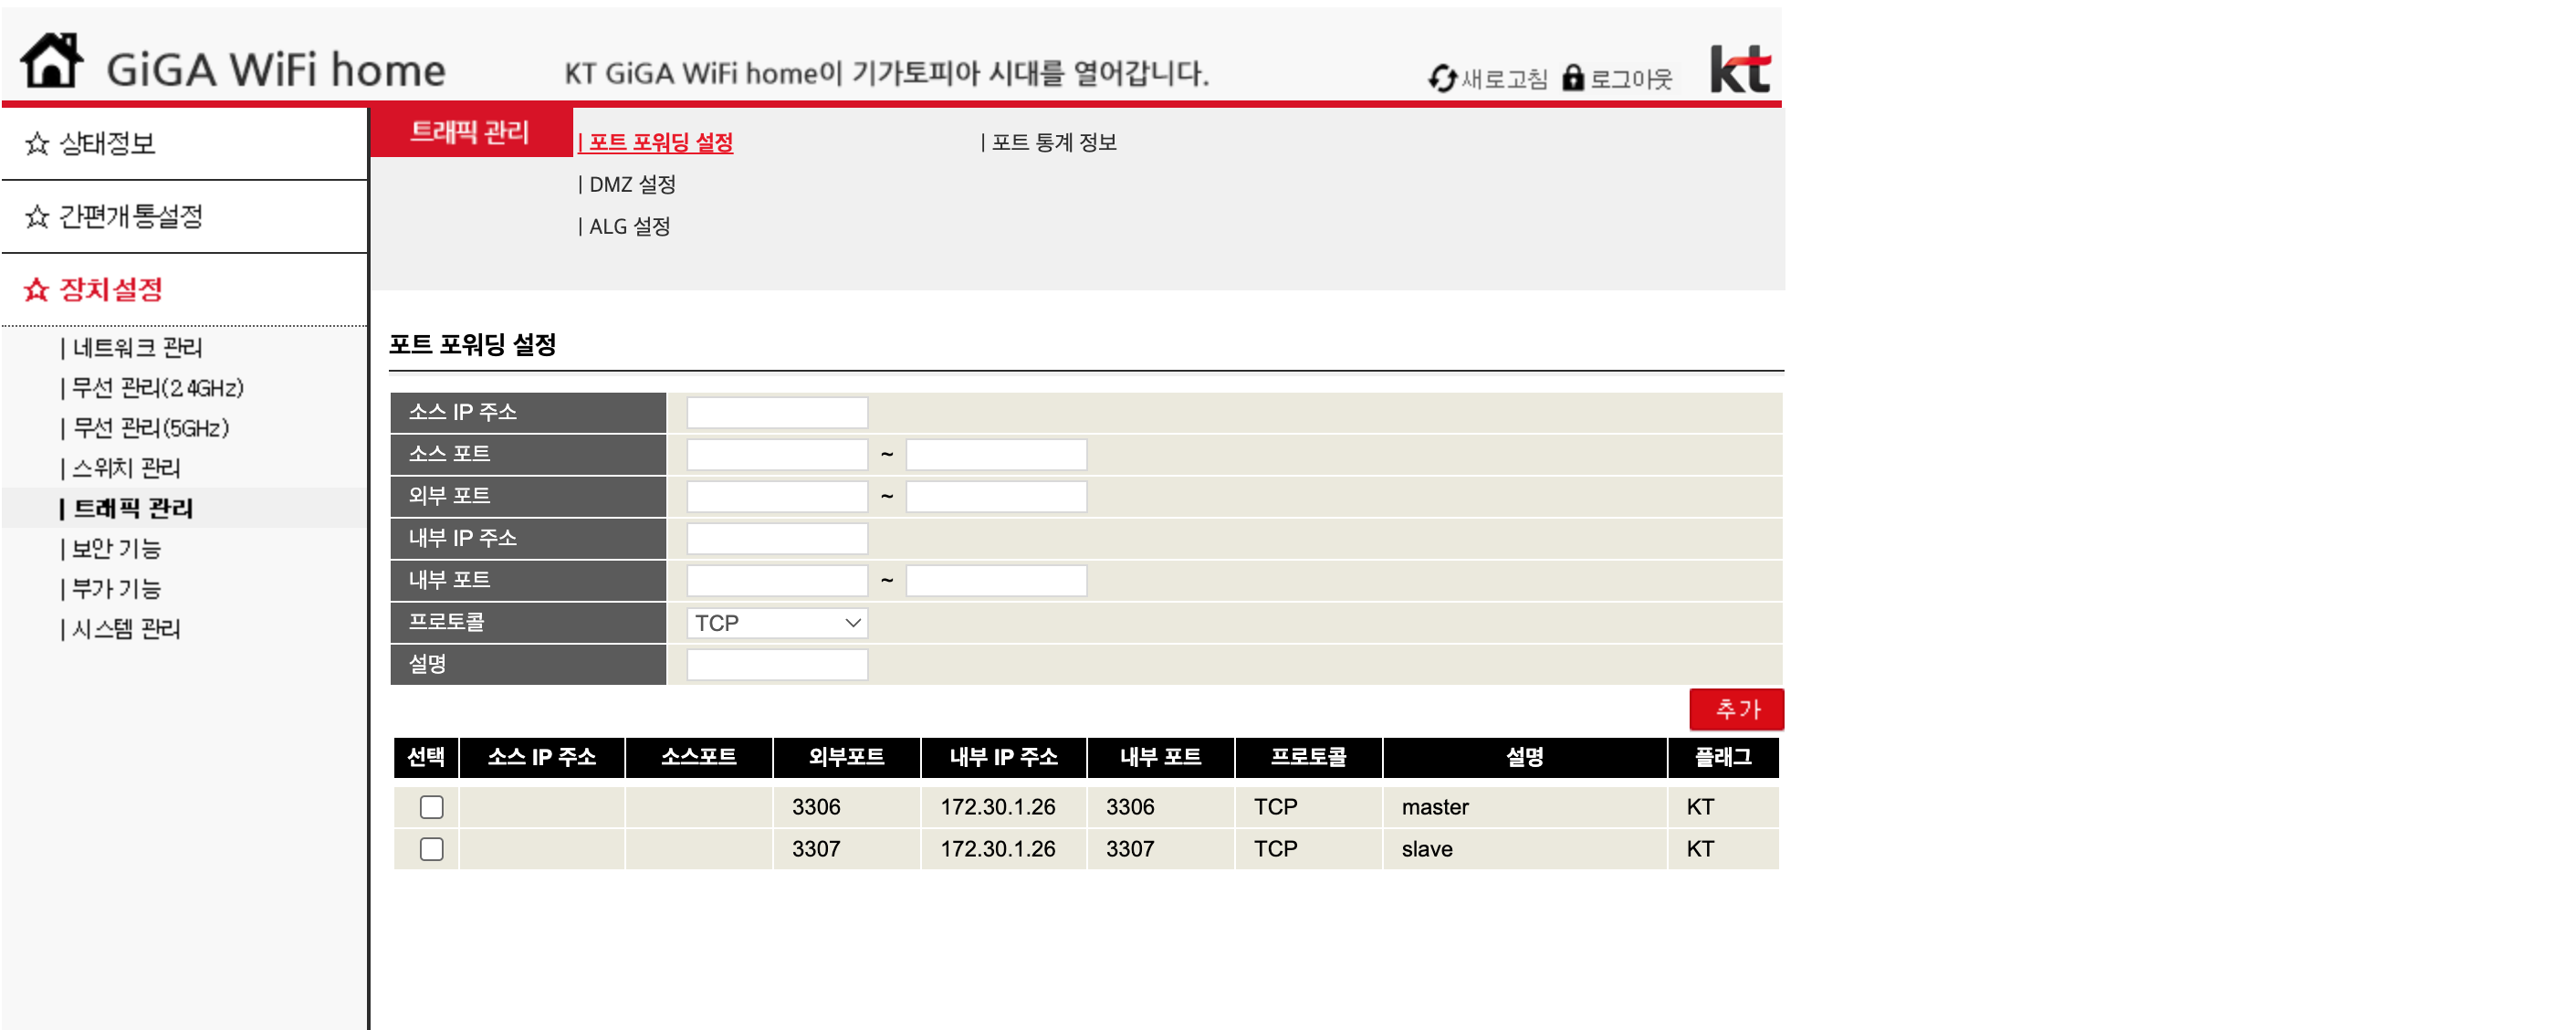 GiGA WiFi home
KT GiGA WiFi home이 기가토피아 시대를 열어갑니다.
새로고침 로그아웃
kt
☆ 상태정보
☆ 간편개통설정
☆ 장치설정
| 네트워크 관리
| 무선 관리(2.4GHz)
| 무선 관리(5GHz)
| 스위치 관리
| 트래픽 관리
| 보안 기능
| 부가 기능
| 시스템 관리
트래픽 관리
| 포트 포워딩 설정 | 포트 통계 정보
| DMZ 설정
| ALG 설정
포트 포워딩 설정
소스 IP 주소
소스 포트 ~
외부 포트 ~
내부 IP 주소
내부 포트 ~
프로토콜 TCP
설명
추가
선택 소스 IP 주소 소스포트 외부포트 내부 IP 주소 내부 포트 프로토콜 설명 플래그
3306 172.30.1.26 3306 TCP master KT
3307 172.30.1.26 3307 TCP slave KT